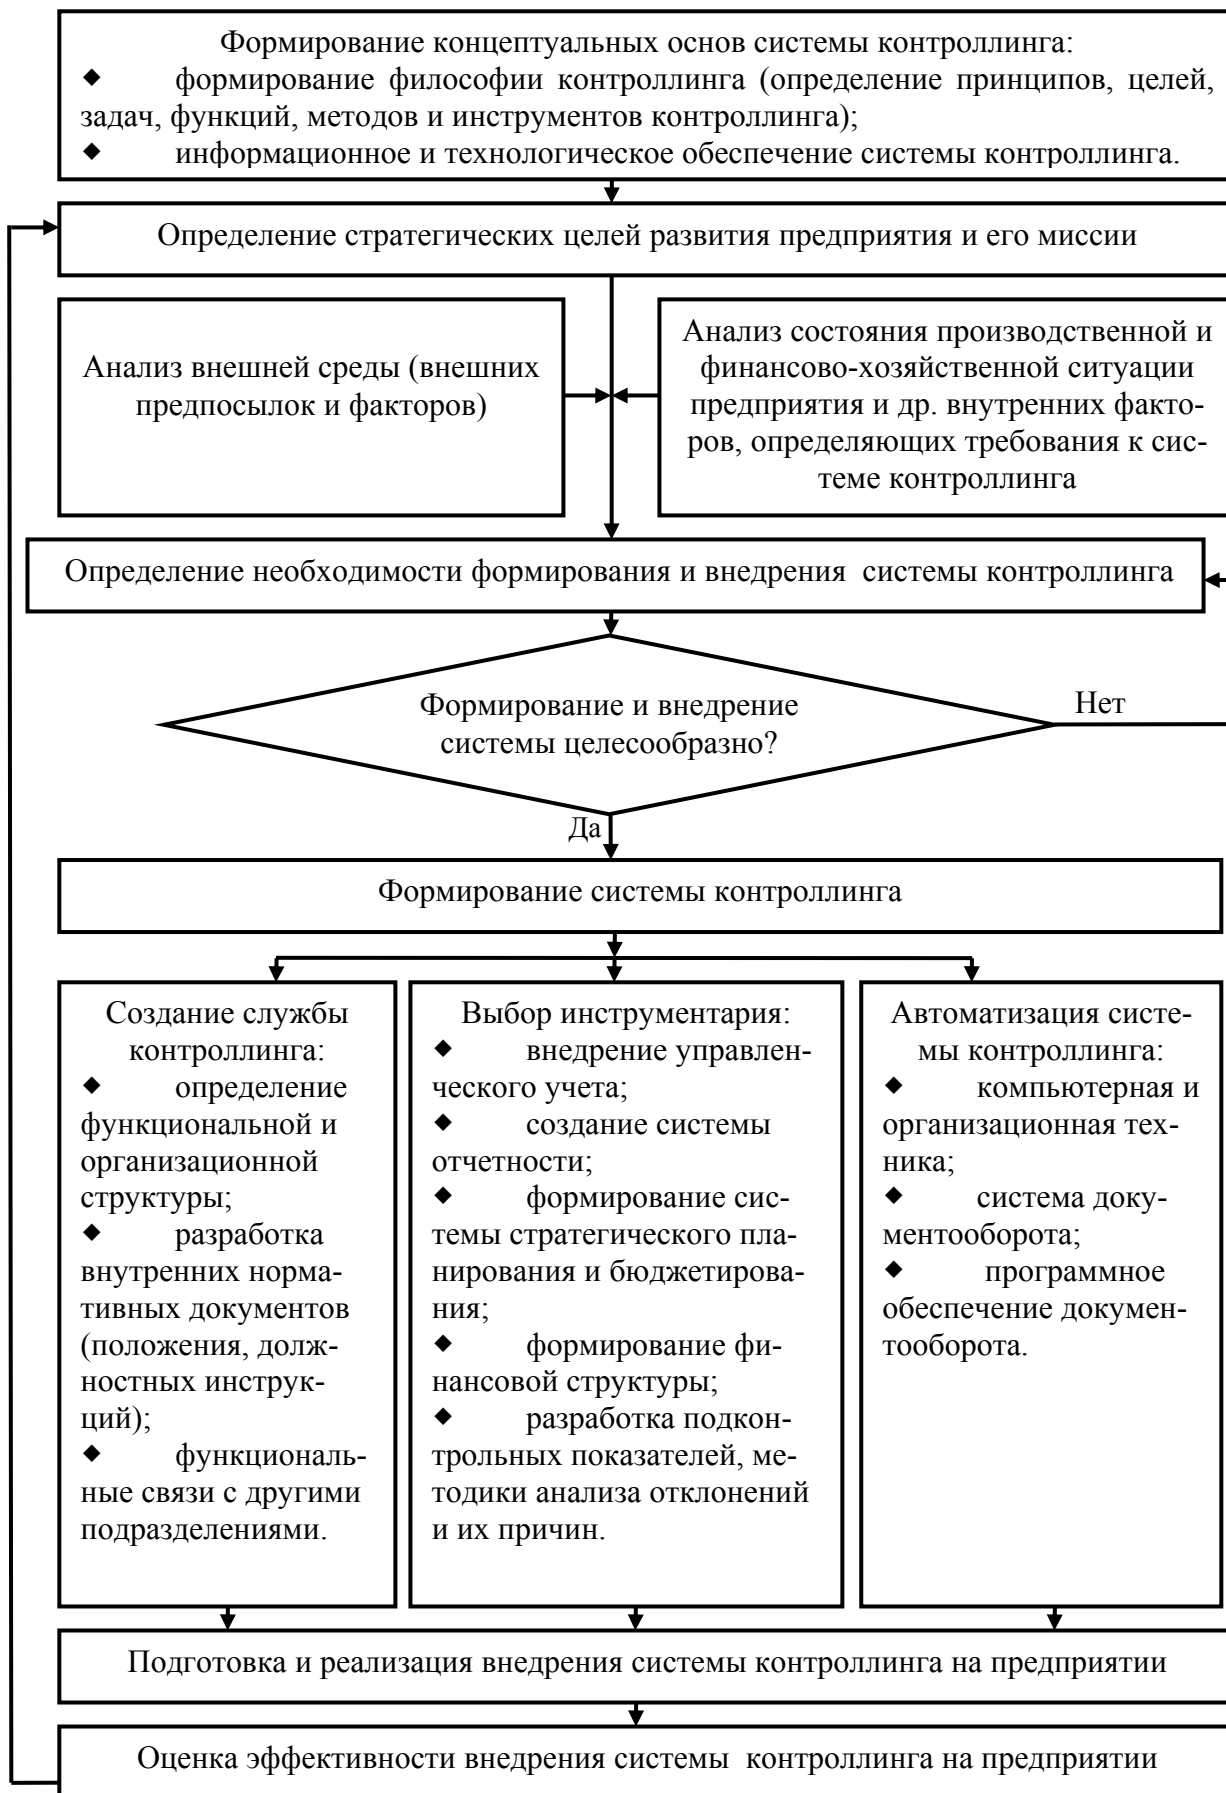 Формирование концептуальных основ системы контроллинга:
◆ формирование философии контроллинга (определение принципов, целей,
задач, функций, методов и инструментов контроллинга);
◆ информационное и технологическое обеспечение системы контроллинга.
Определение стратегических целей развития предприятия и его миссии
Анализ внешней среды (внешних
предпосылок и факторов)
Анализ состояния производственной и
финансово-хозяйственной ситуации
предприятия и др. внутренних факто-
ров, определяющих требования к сис-
теме контроллинга
Определение необходимости формирования и внедрения системы контроллинга
Формирование и внедрение
системы целесообразно?
Нет
Да
Формирование системы контроллинга
Создание службы
контроллинга:
◆ определение
функциональной и
организационной
структуры;
◆ разработка
внутренних норма-
тивных документов
(положения, долж-
ностных инструк-
ций);
◆ функциональ-
ные связи с другими
подразделениями.
Выбор инструментария:
◆ внедрение управлен-
ческого учета;
◆ создание системы
отчетности;
◆ формирование сис-
темы стратегического пла-
нирования и бюджетирова-
ния;
◆ формирование фи-
нансовой структуры;
◆ разработка подкон-
трольных показателей, ме-
тодики анализа отклонений
и их причин.
Автоматизация систе-
мы контроллинга:
◆ компьютерная и
организационная тех-
ника;
◆ система доку-
ментооборота;
◆ программное
обеспечение докумен-
тооборота.
Подготовка и реализация внедрения системы контроллинга на предприятии
Оценка эффективности внедрения системы контроллинга на предприятии